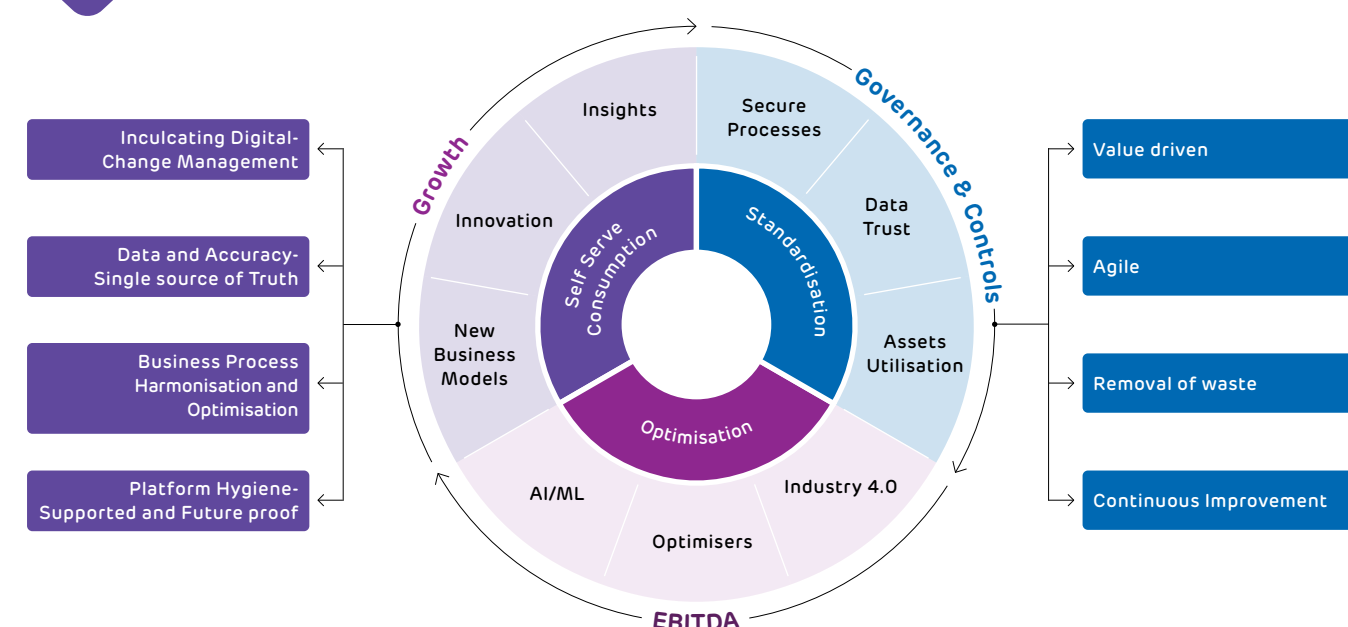 Inculcating Digital-
Change Management
Data and Accuracy-
Single source of Truth
Business Process
Harmonisation and
Optimisation
Platform Hygiene-
Supported and Future proof
Growth
Insights
Innovation
New
Business
Models
Self Serve
Consumption
Governance & Controls
Secure
Processes
Data
Trust
Assets
Utilisation
Standardisation
Optimisation
AI/ML
Optimisers
Industry 4.0
EBITDA
Value driven
Agile
Removal of waste
Continuous Improvement